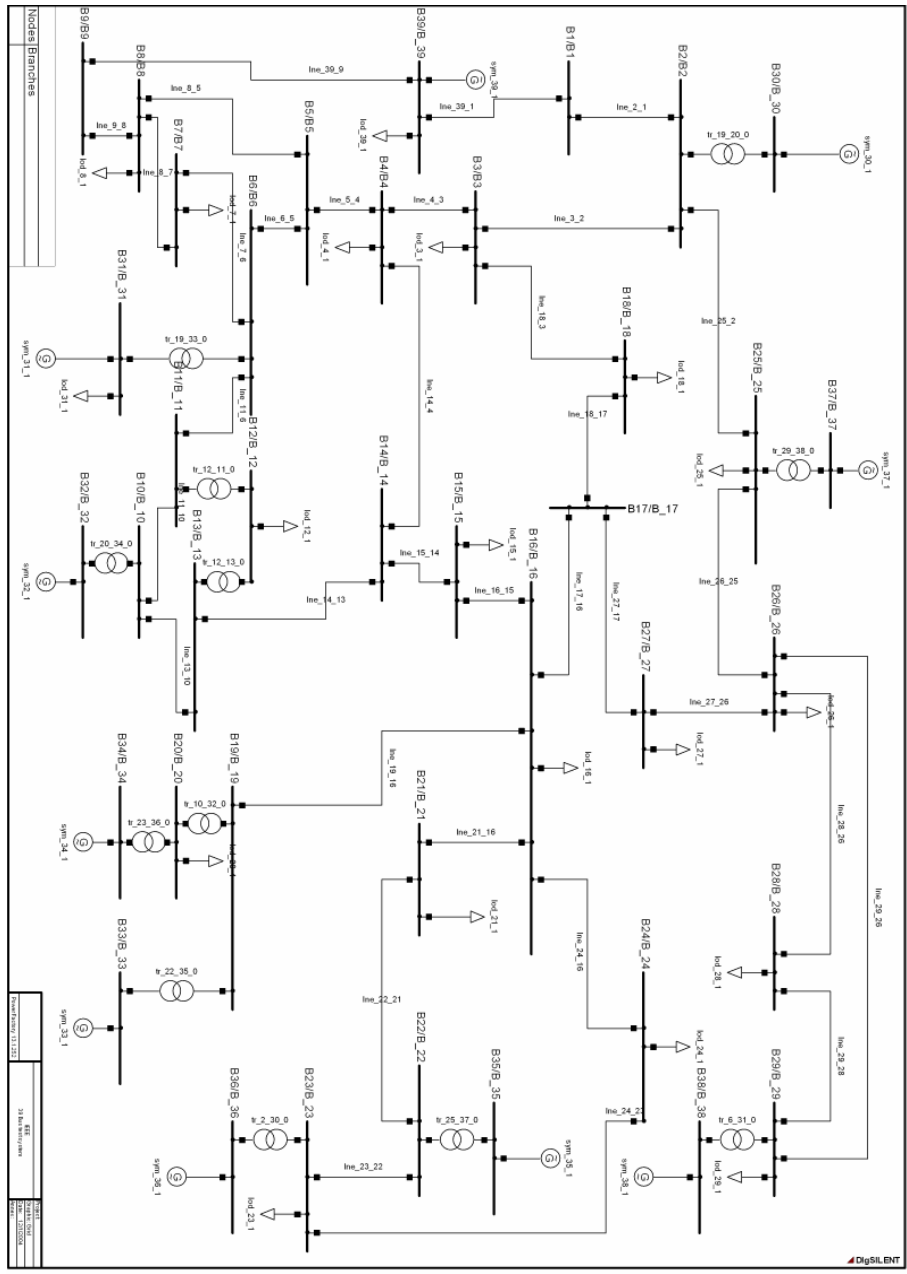 Nodes Branches
B9/B9
B8/B8
B7/B7
B39/B_39
B1/B1
B2/B2
B30/B_30
B5/B5
B4/B4
B3/B3
B6/B6
B31/B_31
B18/B_18
B25/B_25
B37/B_37
B11/B_11
B12/B_12
B14/B_14
B15/B_15
B16/B_16
B17/B_17
B32/B_32
B10/B_10
B13/B_13
B26/B_26
B27/B_27
B34/B_34
B20/B_20
B19/B_19
B21/B_21
B28/B_28
B33/B_33
B24/B_24
B22/B_22
B35/B_35
B36/B_36
B23/B_23
B38/B_38
B29/B_29
lne_39_9
lne_8_5
lne_9_8
lne_8_7
lne_7_6
lne_6_5
lne_5_4
lne_4_3
lne_39_1
lne_2_1
lne_3_2
lne_18_3
lne_25_2
lne_14_4
lne_18_17
lne_11_6
lne_11_10
lne_15_14
lne_16_15
lne_17_16
lne_27_17
lne_26_25
lne_14_13
lne_13_10
lne_27_26
lne_19_16
lne_21_16
lne_28_26
lne_29_26
lne_24_16
lne_22_21
lne_29_28
lne_24_23
lne_23_22
tr_19_20_0
tr_19_33_0
tr_29_38_0
tr_12_11_0
tr_12_13_0
tr_20_34_0
tr_10_32_0
tr_23_36_0
tr_22_35_0
tr_25_37_0
tr_2_30_0
tr_6_31_0
sym_39_1
sym_30_1
sym_31_1
sym_37_1
sym_32_1
sym_34_1
sym_33_1
sym_35_1
sym_36_1
sym_38_1
lod_39_1
lod_8_1
lod_7_1
lod_4_1
lod_3_1
lod_18_1
lod_31_1
lod_25_1
lod_12_1
lod_15_1
lod_16_1
lod_27_1
lod_26_1
lod_20_1
lod_21_1
lod_28_1
lod_24_1
lod_23_1
lod_29_1
G~
G~
G~
G~
G~
G~
G~
G~
G~
G~
IEEE
DIgSILENT